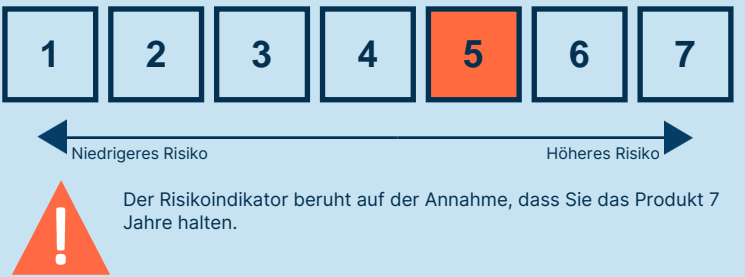 1 2 3 4 5 6 7
Niedrigeres Risiko Höheres Risiko
!
Der Risikoindikator beruht auf der Annahme, dass Sie das Produkt 7
Jahre halten.